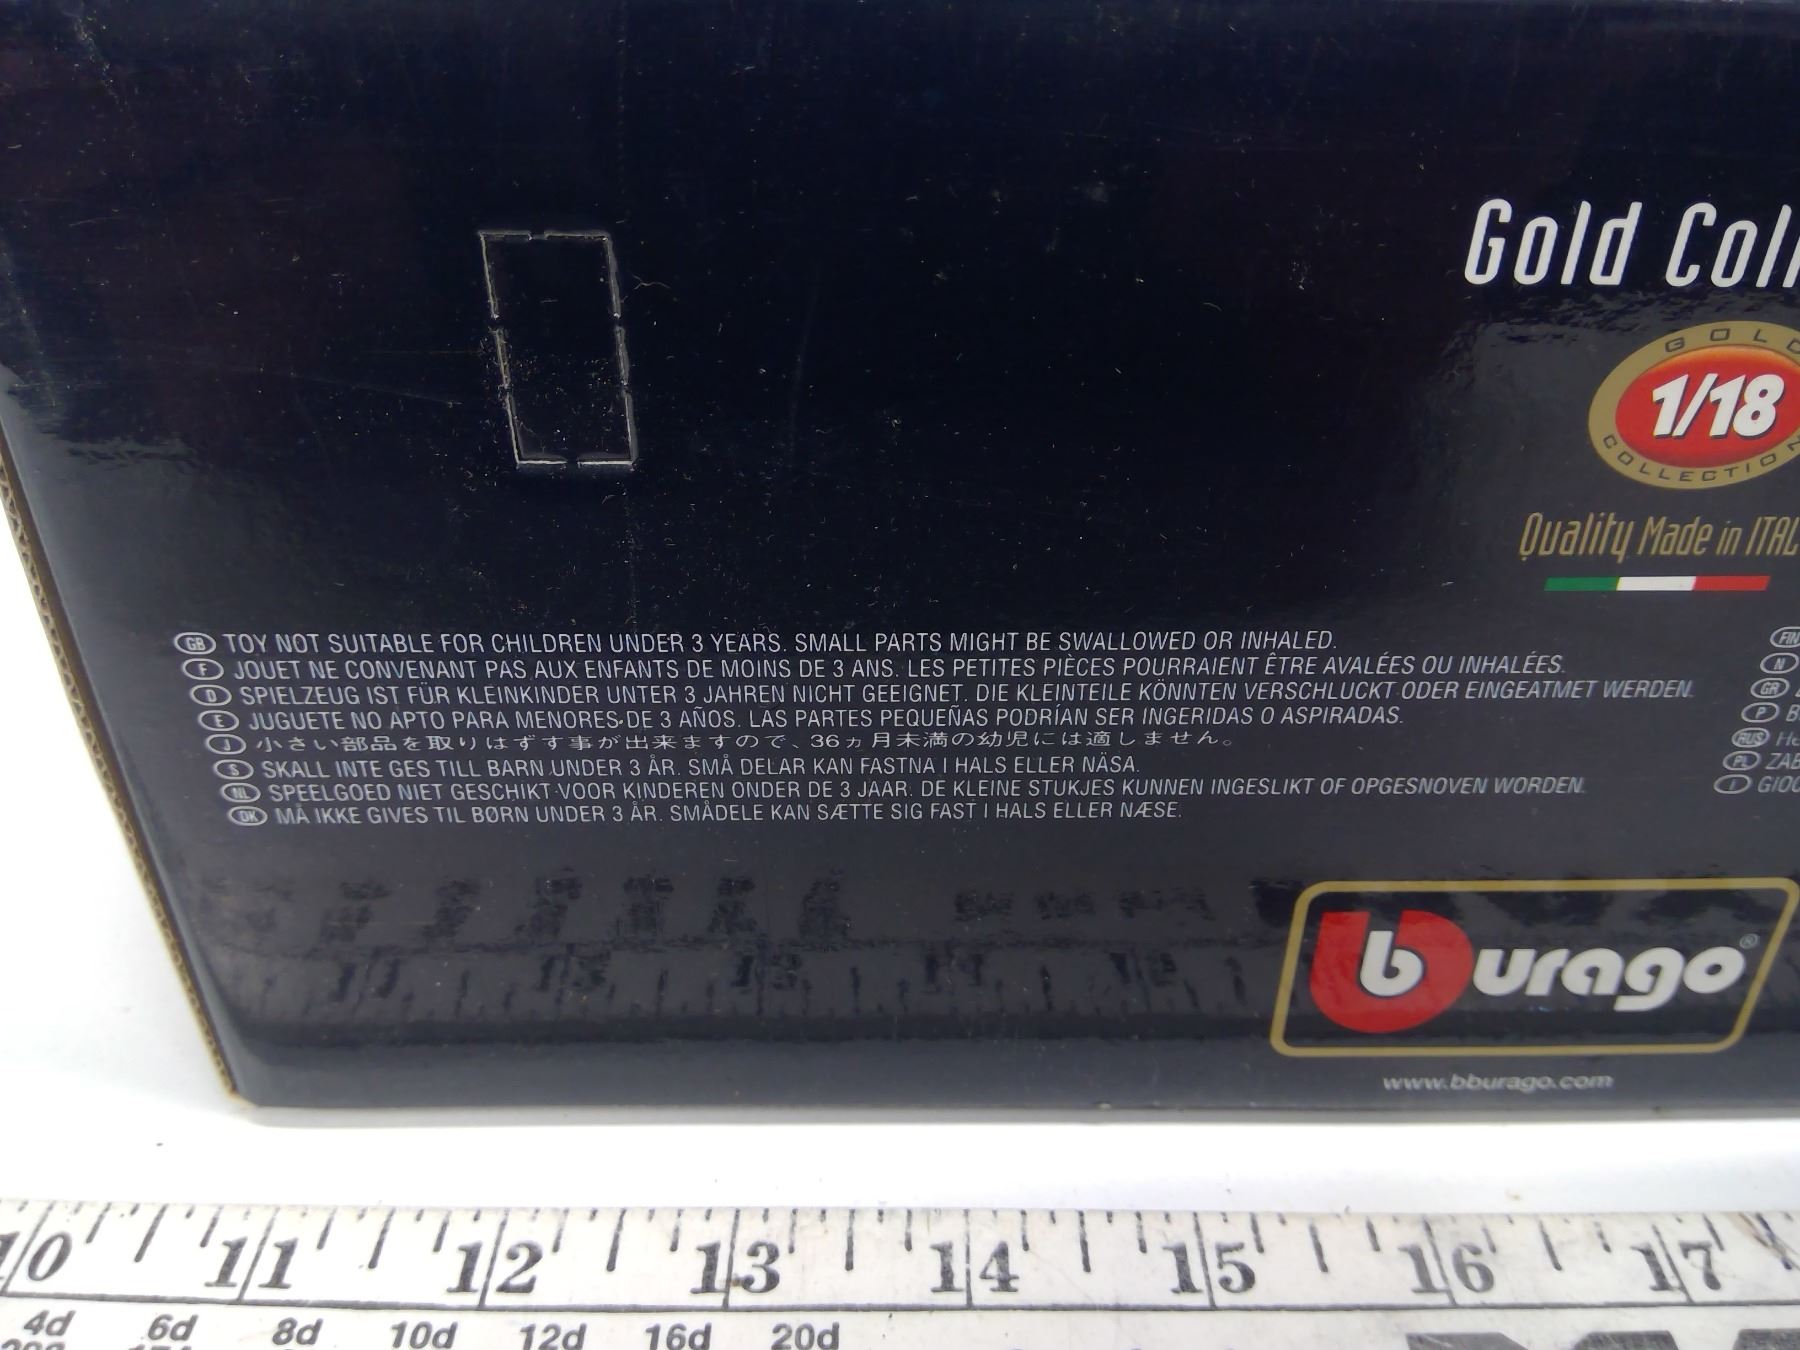 Gold Coll
GOLD
1/18
COLLECTION
Quality Made in ITAL
GB TOY NOT SUITABLE FOR CHILDREN UNDER 3 YEARS. SMALL PARTS MIGHT BE SWALLOWED OR INHALED.
F JOUET NE CONVENANT PAS AUX ENFANTS DE MOINS DE 3 ANS. LES PETITES PIÈCES POURRAIENT ÊTRE AVALÉES OU INHALÉES.
D SPIELZEUG IST FÜR KLEINKINDER UNTER 3 JAHREN NICHT GEEIGNET. DIE KLEINTEILE KÖNNTEN VERSCHLUCKT ODER EINGEATMET WERDEN.
E JUGUETE NO APTO PARA MENORES DE 3 AÑOS. LAS PARTES PEQUEÑAS PODRÍAN SER INGERIDAS O ASPIRADAS.
J 小さい部品を取りはずす事が出来ますので、36ヵ月未満の幼児には適しません。
S SKALL INTE GES TILL BARN UNDER 3 ÅR. SMÅ DELAR KAN FASTNA I HALS ELLER NÄSA.
NL SPEELGOED NIET GESCHIKT VOOR KINDEREN ONDER DE 3 JAAR. DE KLEINE STUKJES KUNNEN INGESLIKT OF OPGESNOVEN WORDEN.
DK MÅ IKKE GIVES TIL BØRN UNDER 3 ÅR. SMÅDELE KAN SÆTTE SIG FAST I HALS ELLER NÆSE.
FIN
N
GR
P B
RUS Не
PL ZAB
I GIOC
burago®
www.bburago.com
10 11 12 13 14 15 16 17
4d 6d 8d 10d 12d 16d 20d